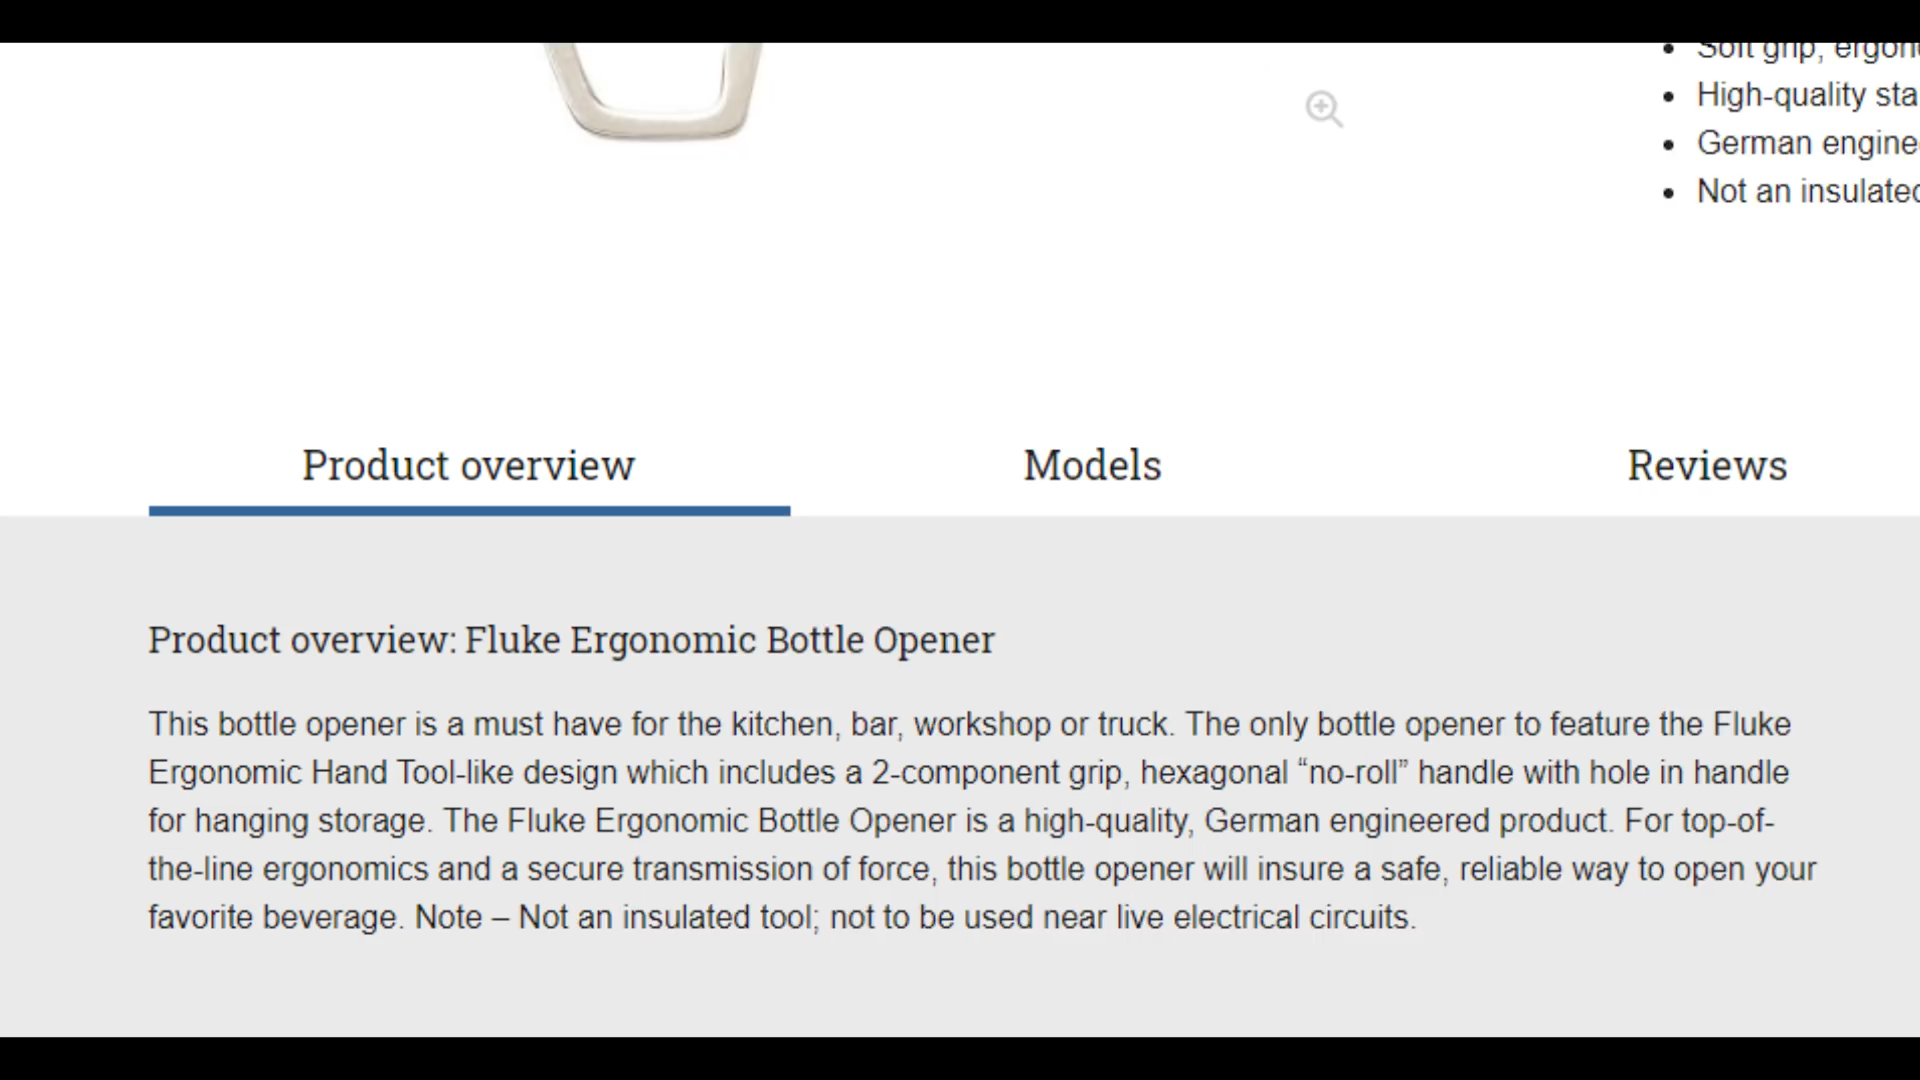 Soft grip,
High-quality
German
Not an
Product overview
Models
Reviews
Product overview: Fluke Ergonomic Bottle Opener
This bottle opener is a must have for the kitchen, bar, workshop or truck. The only bottle opener to feature the Fluke
Ergonomic Hand Tool-like design which includes a 2-component grip, hexagonal “no-roll” handle with hole in handle
for hanging storage. The Fluke Ergonomic Bottle Opener is a high-quality, German engineered product. For top-of-
the-line ergonomics and a secure transmission of force, this bottle opener will insure a safe, reliable way to open your
favorite beverage. Note – Not an insulated tool; not to be used near live electrical circuits.